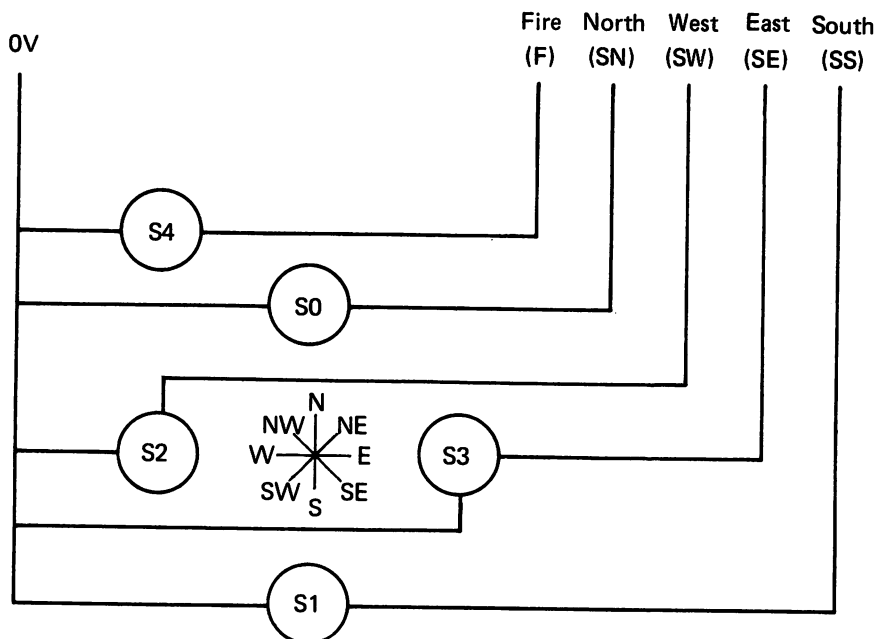 0V
Fire North West East South
(F) (SN) (SW) (SE) (SS)
S4
S0
N
NW NE
S2 W E S3
SW SE
S
S1